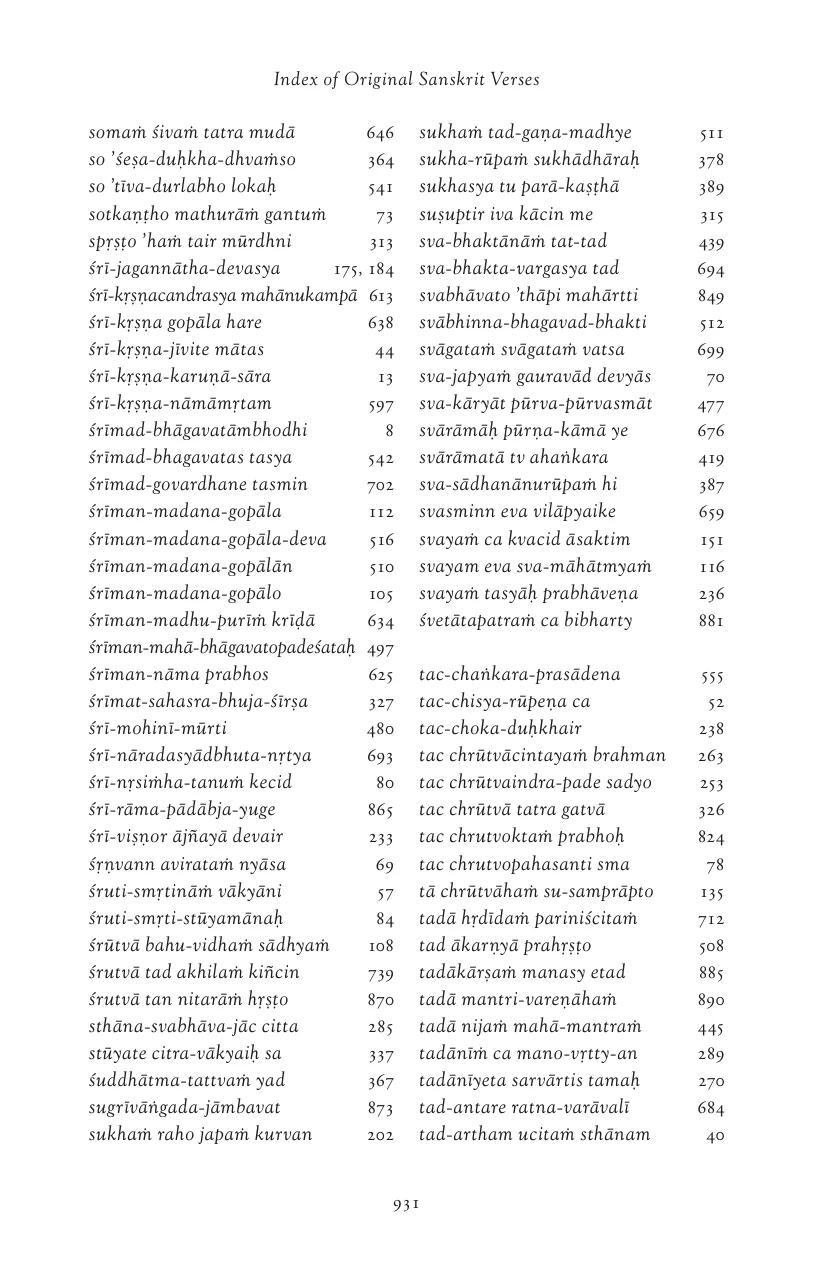 Index of Original Sanskrit Verses
somaṁ śivaṁ tatra mudā 646
so ’śeṣa-duḥkha-dhvaṁso 364
so ’tīva-durlabho lokaḥ 541
sotkaṇṭho mathurāṁ gantuṁ 73
spṛṣṭo ’haṁ tair mūrdhni 313
śrī-jagannātha-devasya 175, 184
śrī-kṛṣṇacandrasya mahānukampā 613
śrī-kṛṣṇa gopāla hare 638
śrī-kṛṣṇa-jīvite mātas 44
śrī-kṛṣṇa-karuṇā-sāra 13
śrī-kṛṣṇa-nāmāmṛtam 597
śrīmad-bhāgavatāmbhodhi 8
śrīmad-bhagavatas tasya 542
śrīmad-govardhane tasmin 702
śrīman-madana-gopāla 112
śrīman-madana-gopāla-deva 516
śrīman-madana-gopālān 510
śrīman-madana-gopālo 105
śrīman-madhu-purīṁ krīḍā 634
śrīman-mahā-bhāgavatopadeśataḥ 497
śrīman-nāma prabhos 625
śrīmat-sahasra-bhuja-śīrṣa 327
śrī-mohinī-mūrti 480
śrī-nāradasyādbhuta-nṛtya 693
śrī-nṛsiṁha-tanuṁ kecid 80
śrī-rāma-pādābja-yuge 865
śrī-viṣṇor ājñayā devair 233
śṛṇvann avirataṁ nyāsa 69
śruti-smṛtināṁ vākyāni 57
śruti-smṛti-stūyamānaḥ 84
śrūtvā bahu-vidhaṁ sādhyaṁ 108
śrutvā tad akhilaṁ kiñcin 739
śrutvā tan nitarāṁ hṛṣṭo 870
sthāna-svabhāva-jāc citta 285
stūyate citra-vākyaiḥ sa 337
śuddhātma-tattvaṁ yad 367
sugrīvāṅgada-jāmbavat 873
sukhaṁ raho japaṁ kurvan 202
sukhaṁ tad-gaṇa-madhye 511
sukha-rūpaṁ sukhādhāraḥ 378
sukhasya tu parā-kaṣṭhā 389
suṣuptir iva kācin me 315
sva-bhaktānāṁ tat-tad 439
sva-bhakta-vargasya tad 694
svabhāvato ’thāpi mahārtti 849
svābhinna-bhagavad-bhakti 512
svāgataṁ svāgataṁ vatsa 699
sva-japyaṁ gauravād devyās 70
sva-kāryāt pūrva-pūrvasmāt 477
svārāmāḥ pūrṇa-kāmā ye 676
svārāmatā tv ahaṅkara 419
sva-sādhanānurūpaṁ hi 387
svasminn eva vilāpyaike 659
svayaṁ ca kvacid āsaktim 151
svayam eva sva-māhātmyaṁ 116
svayaṁ tasyāḥ prabhāveṇa 236
śvetātapatraṁ ca bibharty 881
tac-chaṅkara-prasādena 555
tac-chisya-rūpeṇa ca 52
tac-choka-duḥkhair 238
tac chrūtvācintayaṁ brahman 263
tac chrūtvaindra-pade sadyo 253
tac chrūtvā tatra gatvā 326
tac chrutvoktaṁ prabhoḥ 824
tac chrutvopahasanti sma 78
tā chrūtvāhaṁ su-samprāpto 135
tadā hṛdīdaṁ pariniścitaṁ 712
tad ākarṇyā prahṛṣṭo 508
tadākārṣaṁ manasy etad 885
tadā mantri-vareṇāhaṁ 890
tadā nijaṁ mahā-mantraṁ 445
tadānīṁ ca mano-vṛtty-an 289
tadānīyeta sarvārtis tamaḥ 270
tad-antare ratna-varāvalī 684
tad-artham ucitaṁ sthānam 40
931